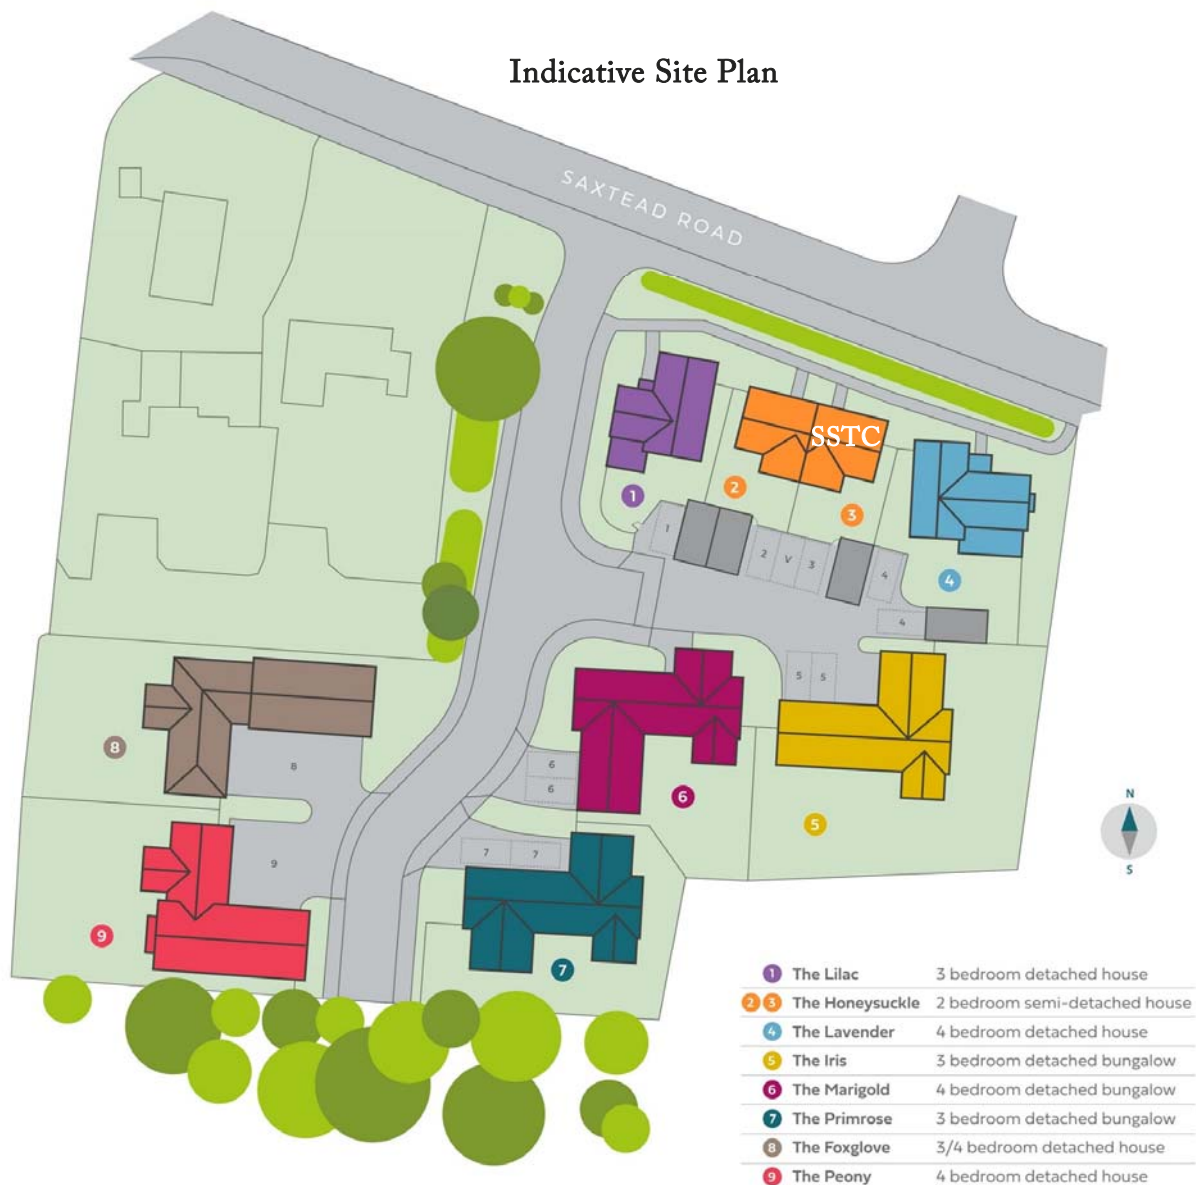 Indicative Site Plan
SAXTEAD ROAD
SSTC
1
2
3
4
1
2
V
3
4
4
5 5
8
6
6
6
5
N
S
8
7 7
9
9
7
1 The Lilac 3 bedroom detached house
2 3 The Honeysuckle 2 bedroom semi-detached house
4 The Lavender 4 bedroom detached house
5 The Iris 3 bedroom detached bungalow
6 The Marigold 4 bedroom detached bungalow
7 The Primrose 3 bedroom detached bungalow
8 The Foxglove 3/4 bedroom detached house
9 The Peony 4 bedroom detached house